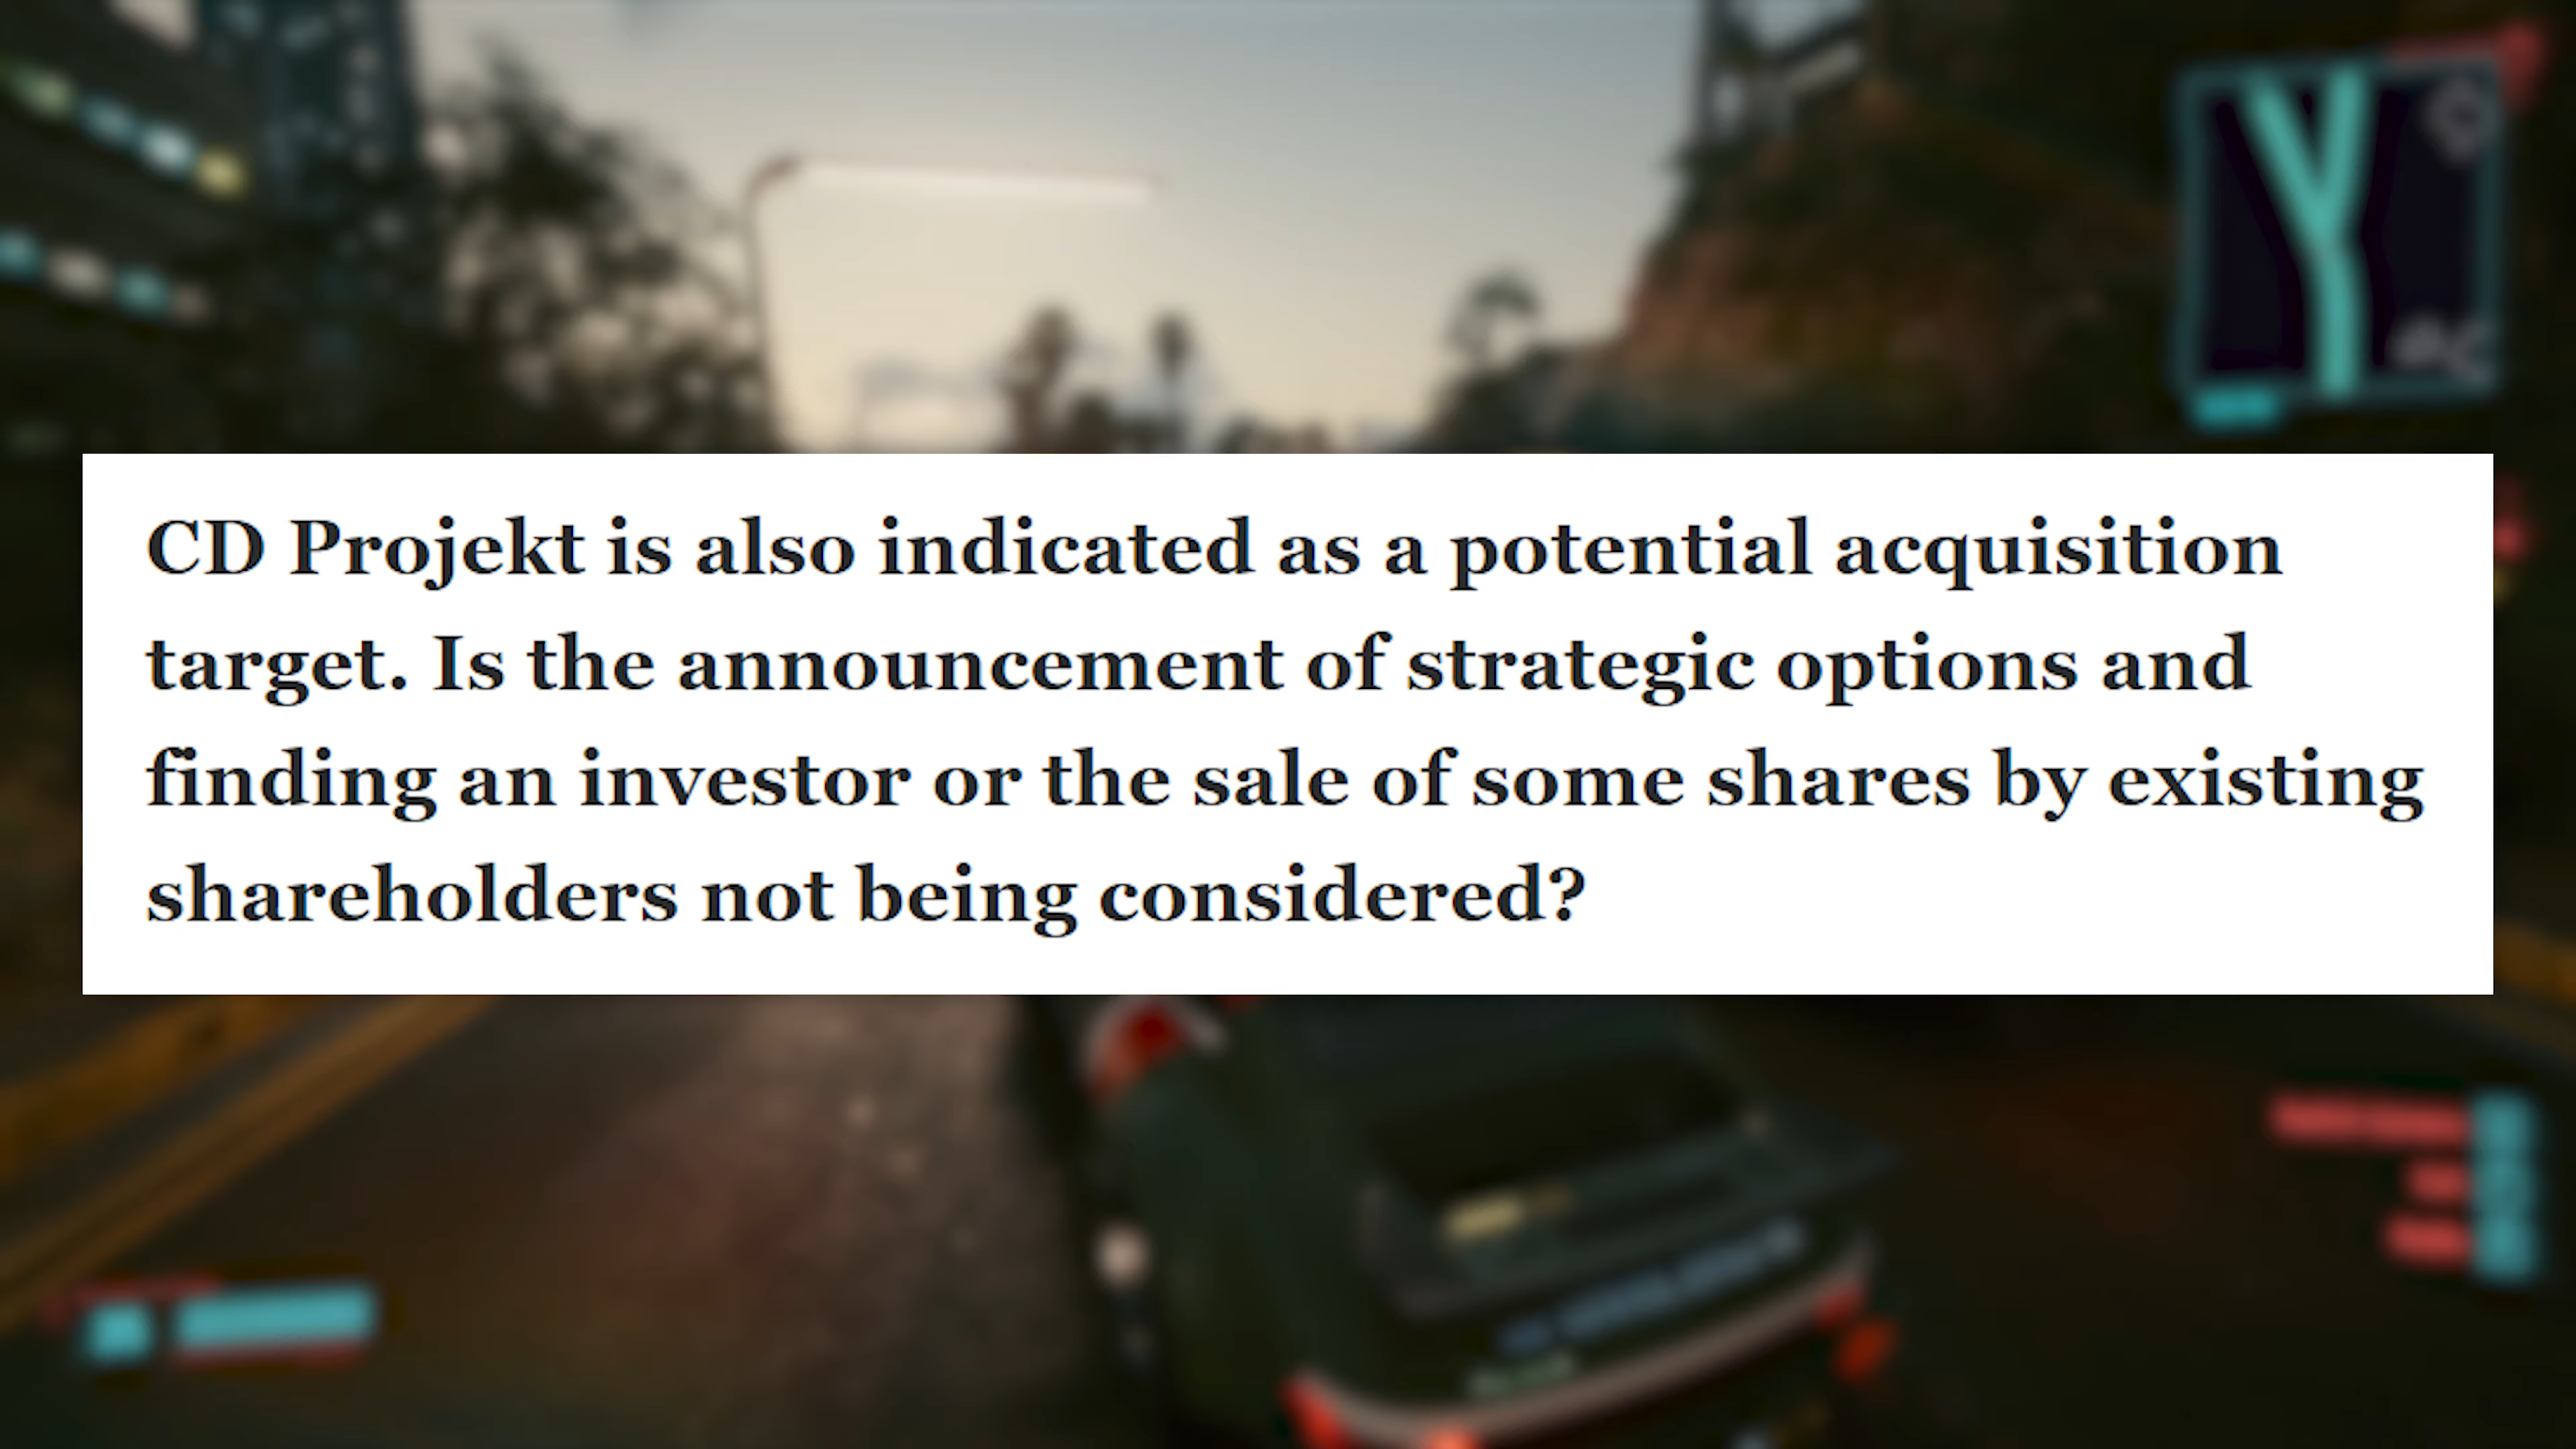 CD Projekt is also indicated as a potential acquisition
target. Is the announcement of strategic options and
finding an investor or the sale of some shares by existing
shareholders not being considered?